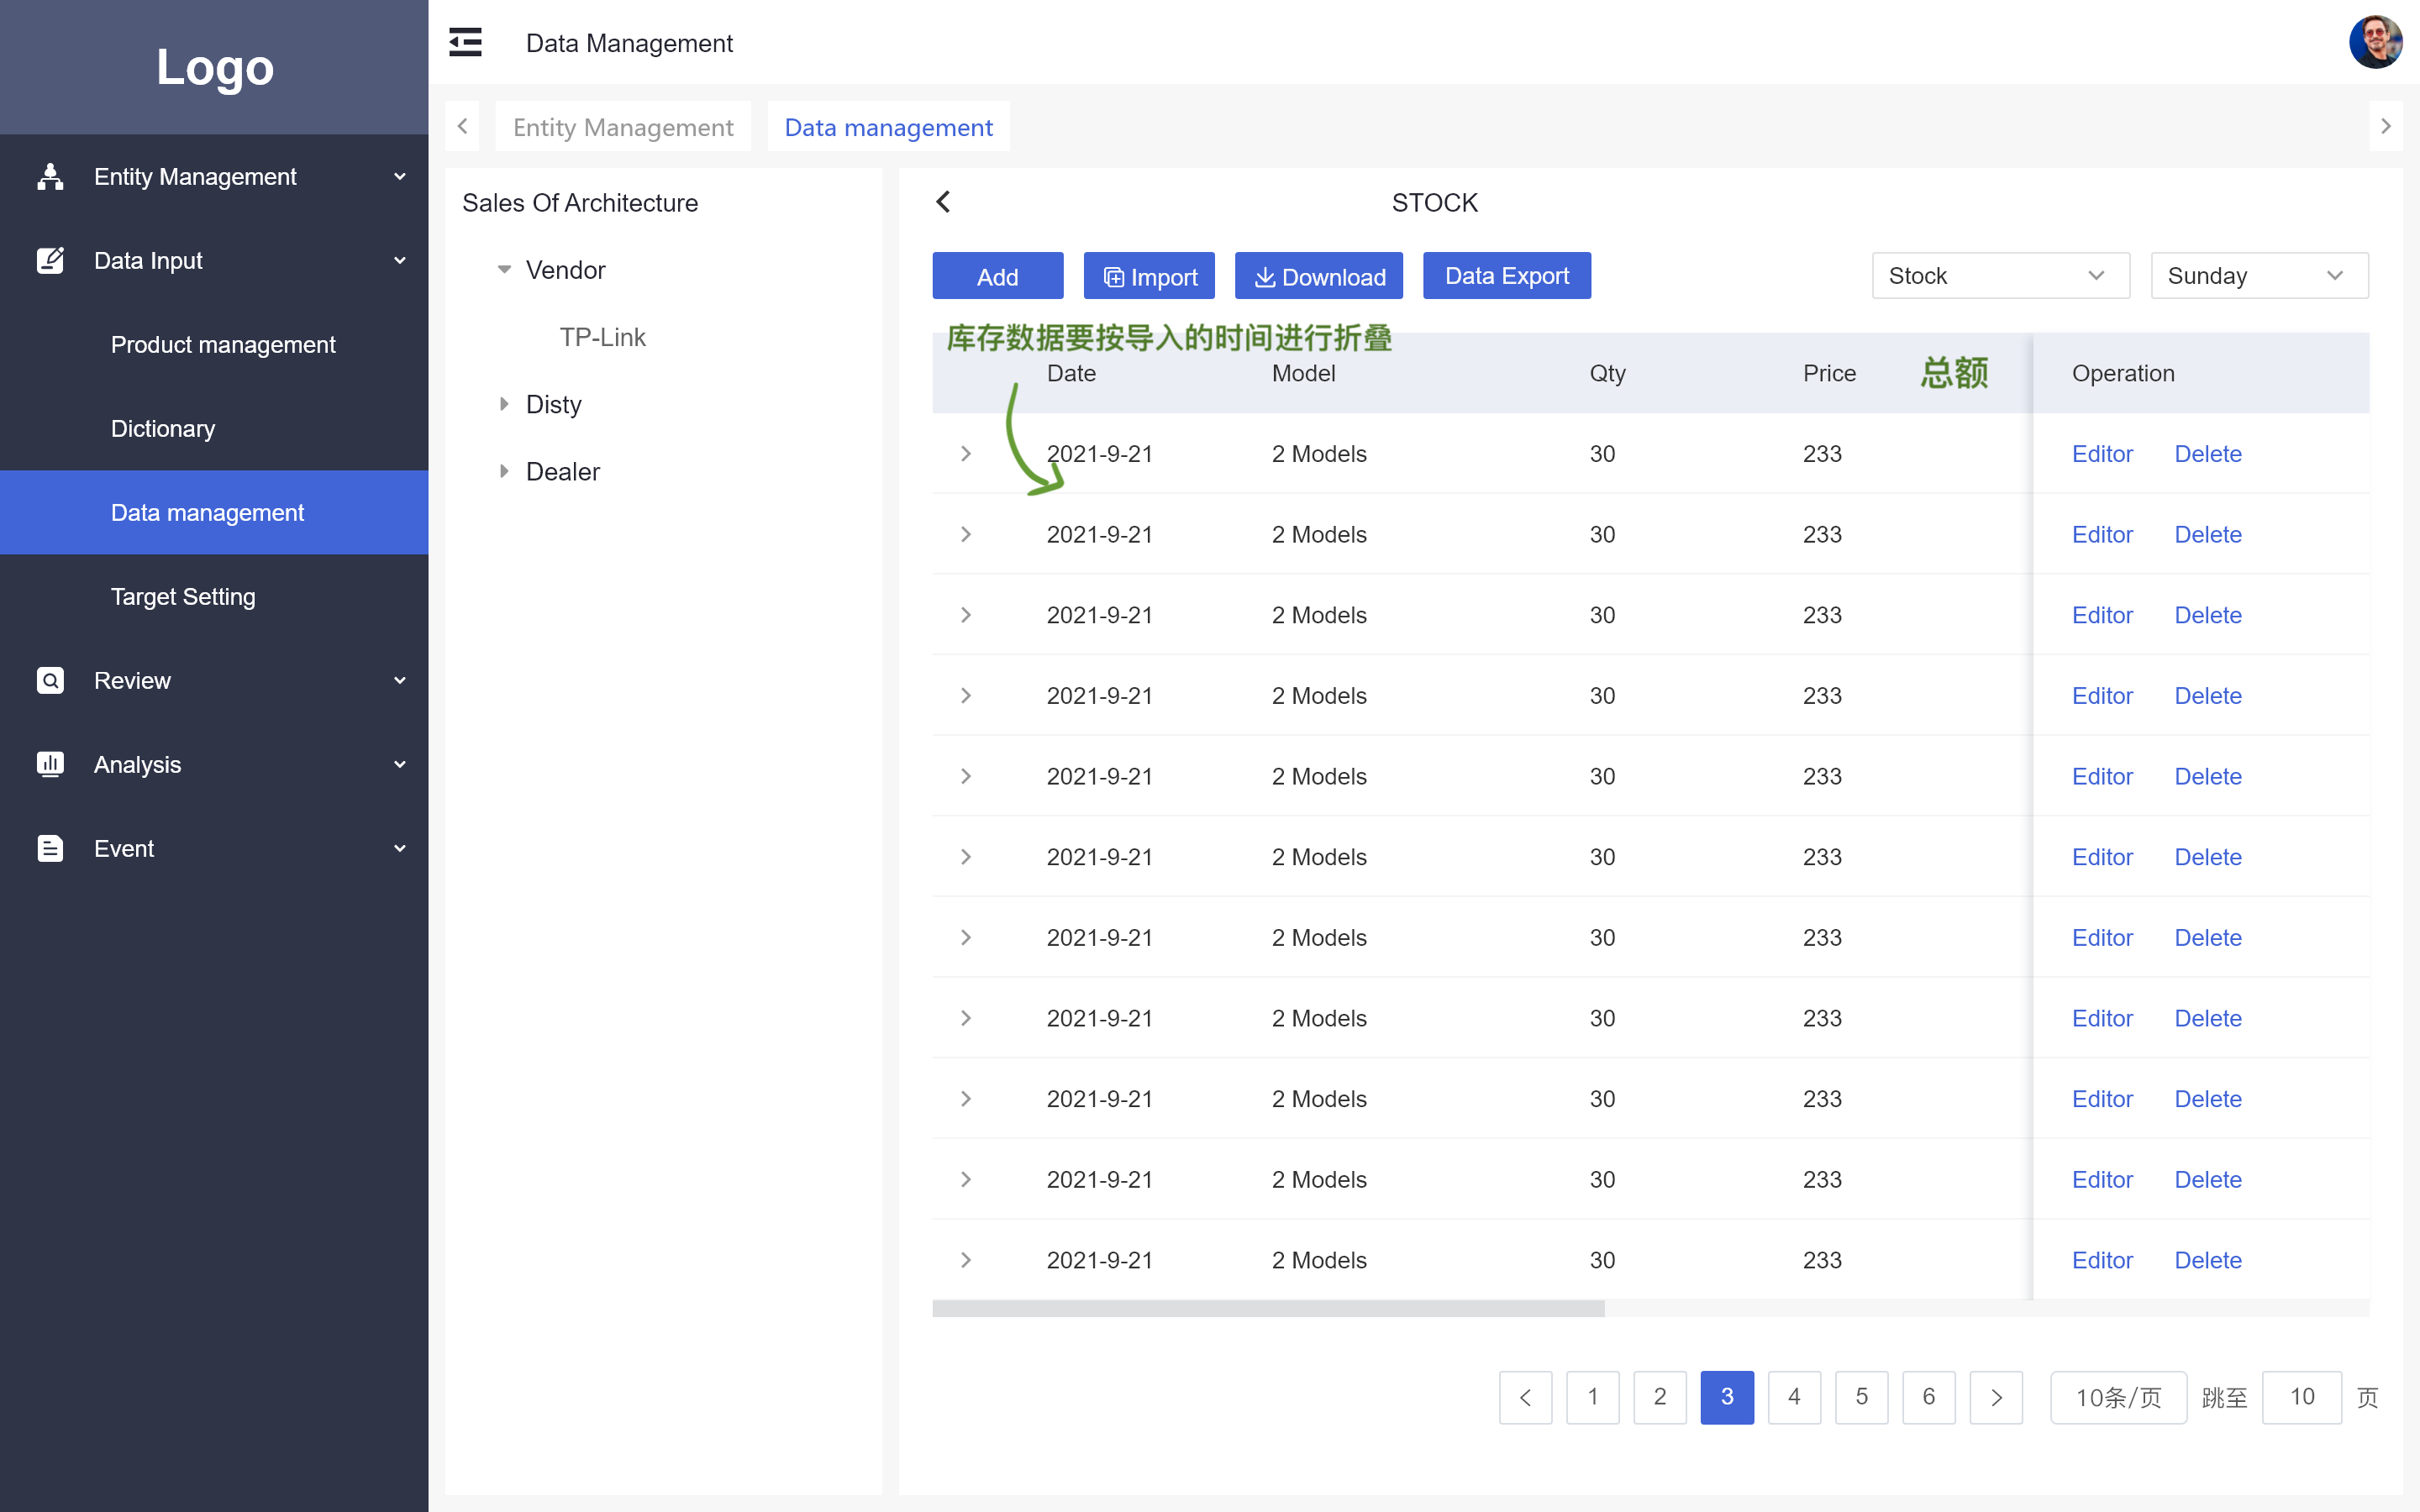 Logo
Data Management
Entity Management
Data management
Entity Management
Data Input
Product management
Dictionary
Data management
Target Setting
Review
Analysis
Event
Sales Of Architecture
Vendor
TP-Link
Disty
Dealer
STOCK
Add Import Download Data Export Stock Sunday
库存数据要按导入的时间进行折叠
Date Model Qty Price 总额 Operation
2021-9-21 2 Models 30 233 Editor Delete
2021-9-21 2 Models 30 233 Editor Delete
2021-9-21 2 Models 30 233 Editor Delete
2021-9-21 2 Models 30 233 Editor Delete
2021-9-21 2 Models 30 233 Editor Delete
2021-9-21 2 Models 30 233 Editor Delete
2021-9-21 2 Models 30 233 Editor Delete
2021-9-21 2 Models 30 233 Editor Delete
2021-9-21 2 Models 30 233 Editor Delete
2021-9-21 2 Models 30 233 Editor Delete
2021-9-21 2 Models 30 233 Editor Delete
1 2 3 4 5 6 10条/页 跳至 10 页